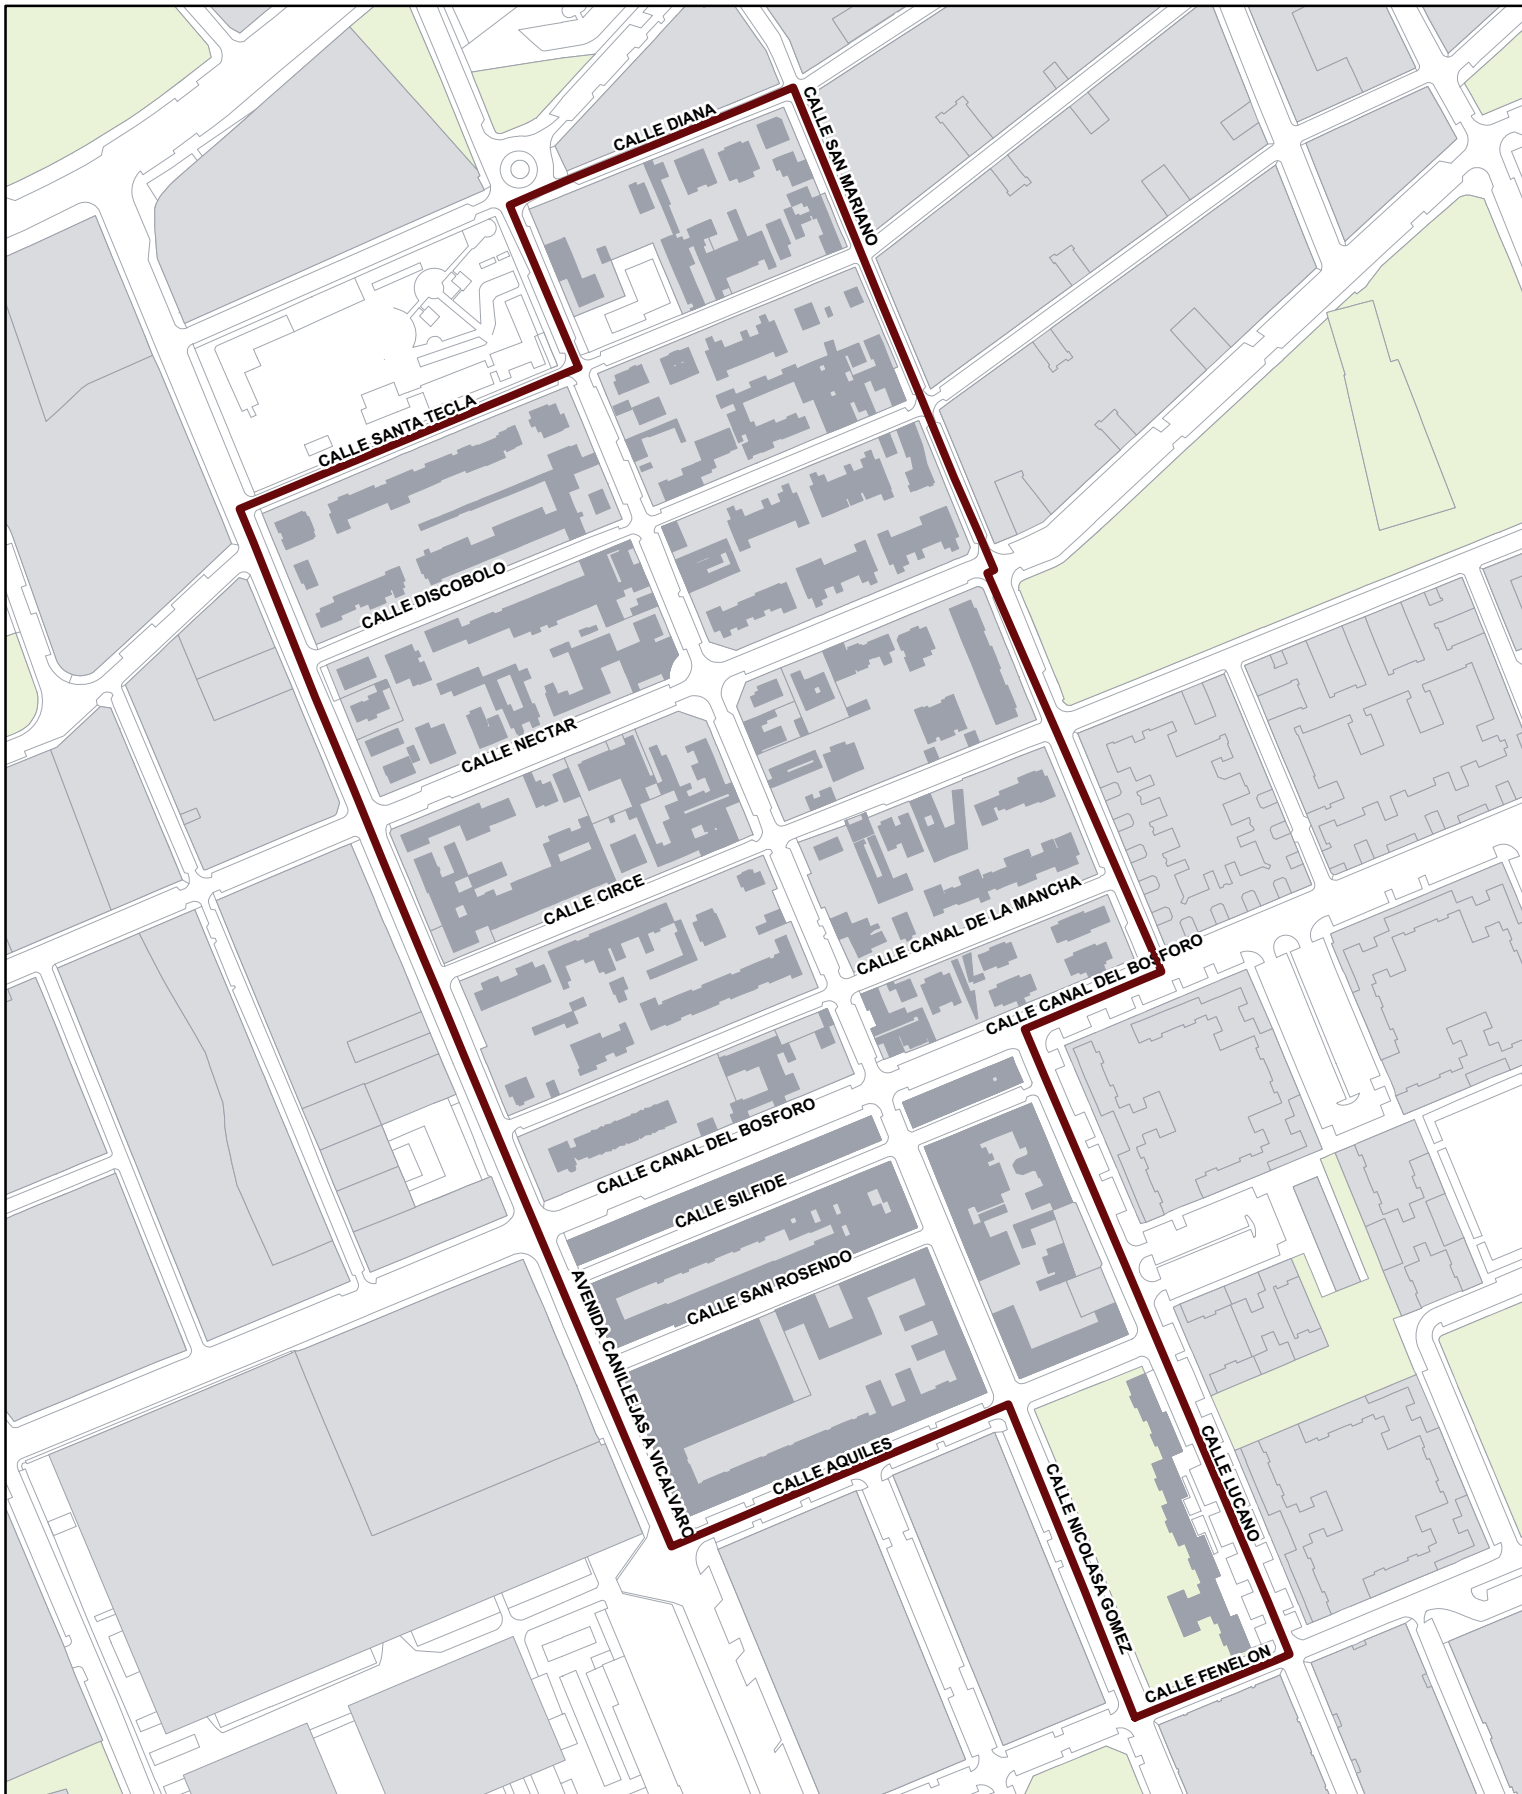 CALLE DIANA
CALLE SAN MARIANO
CALLE SANTA TECLA
CALLE DISCOBOLO
CALLE NECTAR
CALLE CIRCE
CALLE CANAL DE LA MANCHA
CALLE CANAL DEL BOSFORO
CALLE CANAL DEL BOSFORO
CALLE SILFIDE
CALLE SAN ROSENDO
AVENIDA CANILLEJAS A VICALVARO
CALLE AQUILES
CALLE NICOLASA GOMEZ
CALLE LUCANO
CALLE FENELON